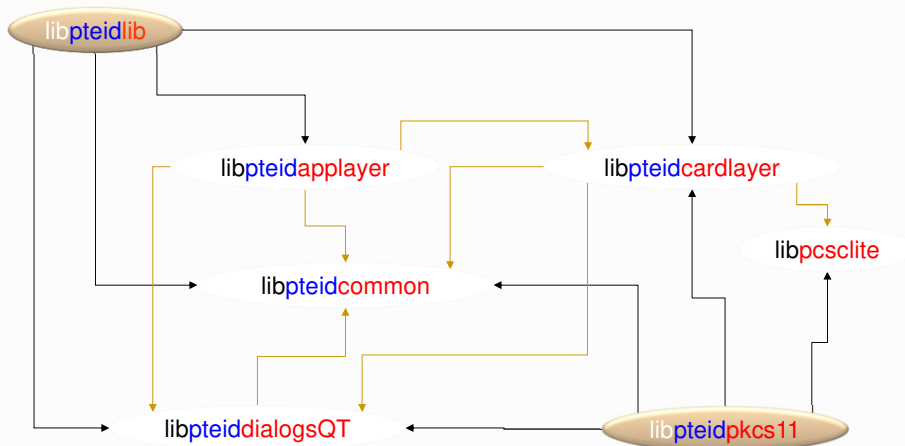 libpteidlib
libpteidapplayer
libpteidcardlayer
libpcsclite
libpteidcommon
libpteiddialogsQT
libpteidpkcs11